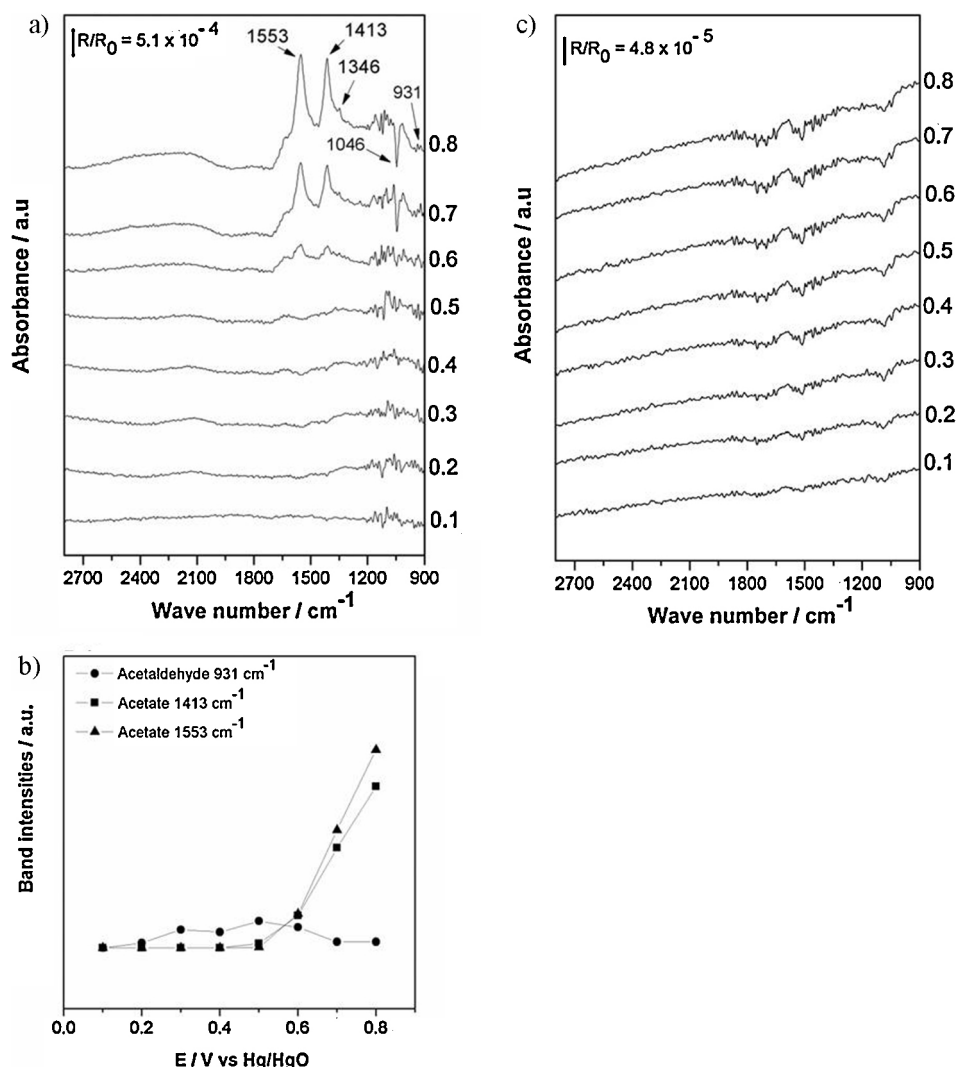 a)
R/R0 = 5.1 x 10-4
1553
1413
1346
931
1046
0.8
0.7
0.6
0.5
0.4
0.3
0.2
0.1
Absorbance / a.u
2700 2400 2100 1800 1500 1200 900
Wave number / cm-1
c)
R/R0 = 4.8 x 10-5
0.8
0.7
0.6
0.5
0.4
0.3
0.2
0.1
Absorbance / a.u
2700 2400 2100 1800 1500 1200 900
Wave number / cm-1
b)
Acetaldehyde 931 cm-1
Acetate 1413 cm-1
Acetate 1553 cm-1
Band intensities / a.u.
0.0 0.2 0.4 0.6 0.8
E / V vs Hg/HgO